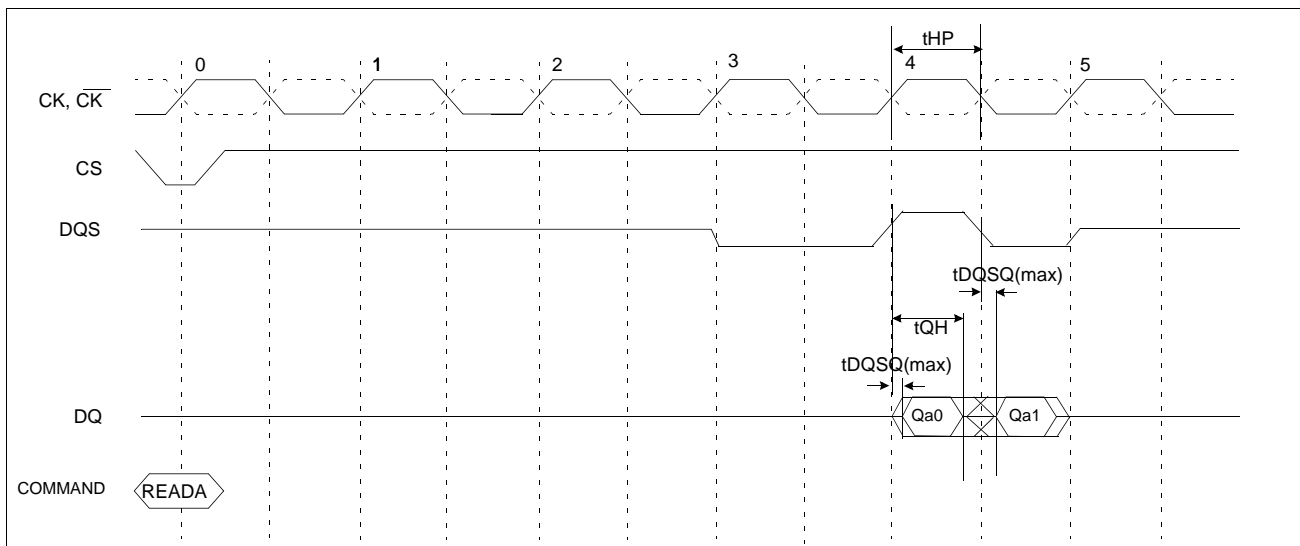 tHP
0 1 2 3 4 5
CK, CK
CS
DQS
tDQSQ(max)
tQH
tDQSQ(max)
DQ Qa0 Qa1
COMMAND READA